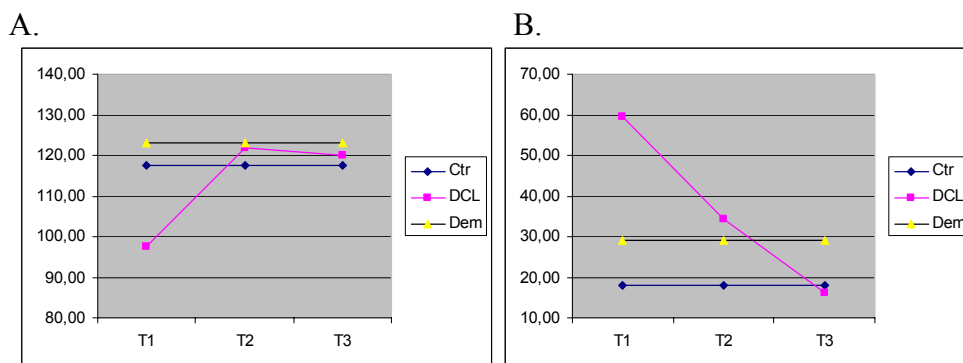 A.
140,00
130,00
120,00
110,00
100,00
90,00
80,00
T1 T2 T3
Ctr
DCL
Dem
B.
70,00
60,00
50,00
40,00
30,00
20,00
10,00
T1 T2 T3
Ctr
DCL
Dem